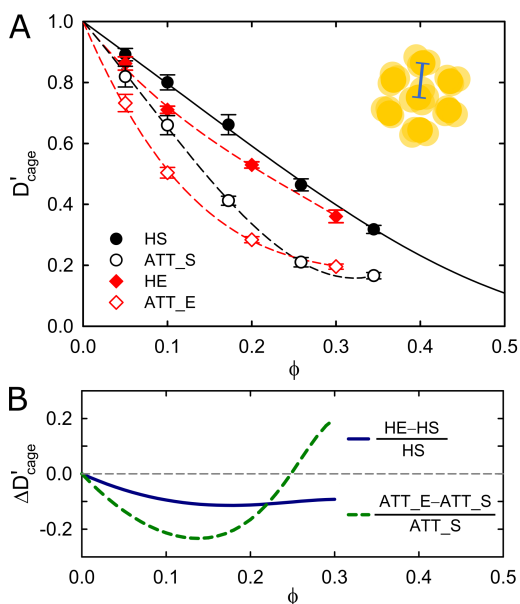 A
D'cage
1.0
0.8
0.6
0.4
0.2
0.0
HS
ATT_S
HE
ATT_E
0.0 0.1 0.2 0.3 0.4 0.5
ϕ
B
ΔD'cage
0.2
0.0
-0.2
HE–HS
HS
ATT_E–ATT_S
ATT_S
0.0 0.1 0.2 0.3 0.4 0.5
ϕ